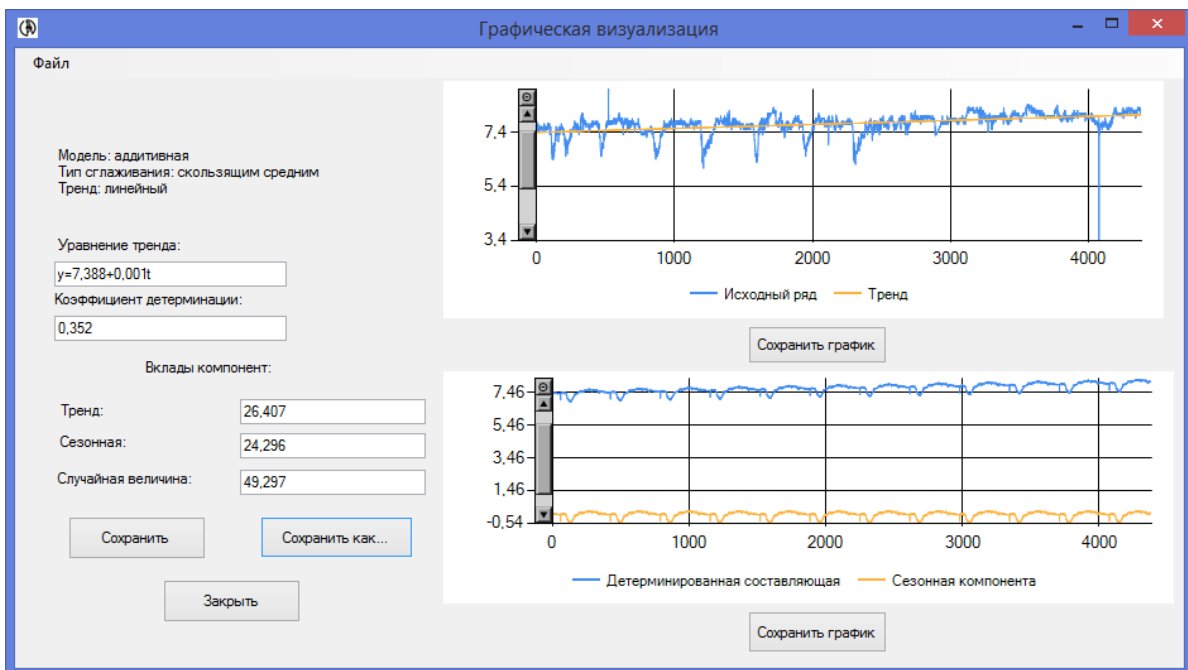 Графическая визуализация
Файл
Модель: аддитивная
Тип сглаживания: скользящим средним
Тренд: линейный
Уравнение тренда:
y=7,388+0,001t
Коэффициент детерминации:
0,352
Вклады компонент:
Тренд:
26,407
Сезонная:
24,296
Случайная величина:
49,297
Сохранить
Сохранить как...
Закрыть
7.4
5.4
3.4
0
1000
2000
3000
4000
Исходный ряд
Тренд
Сохранить график
7.46
5.46
3.46
1.46
-0.54
0
1000
2000
3000
4000
Детерминированная составляющая
Сезонная компонента
Сохранить график